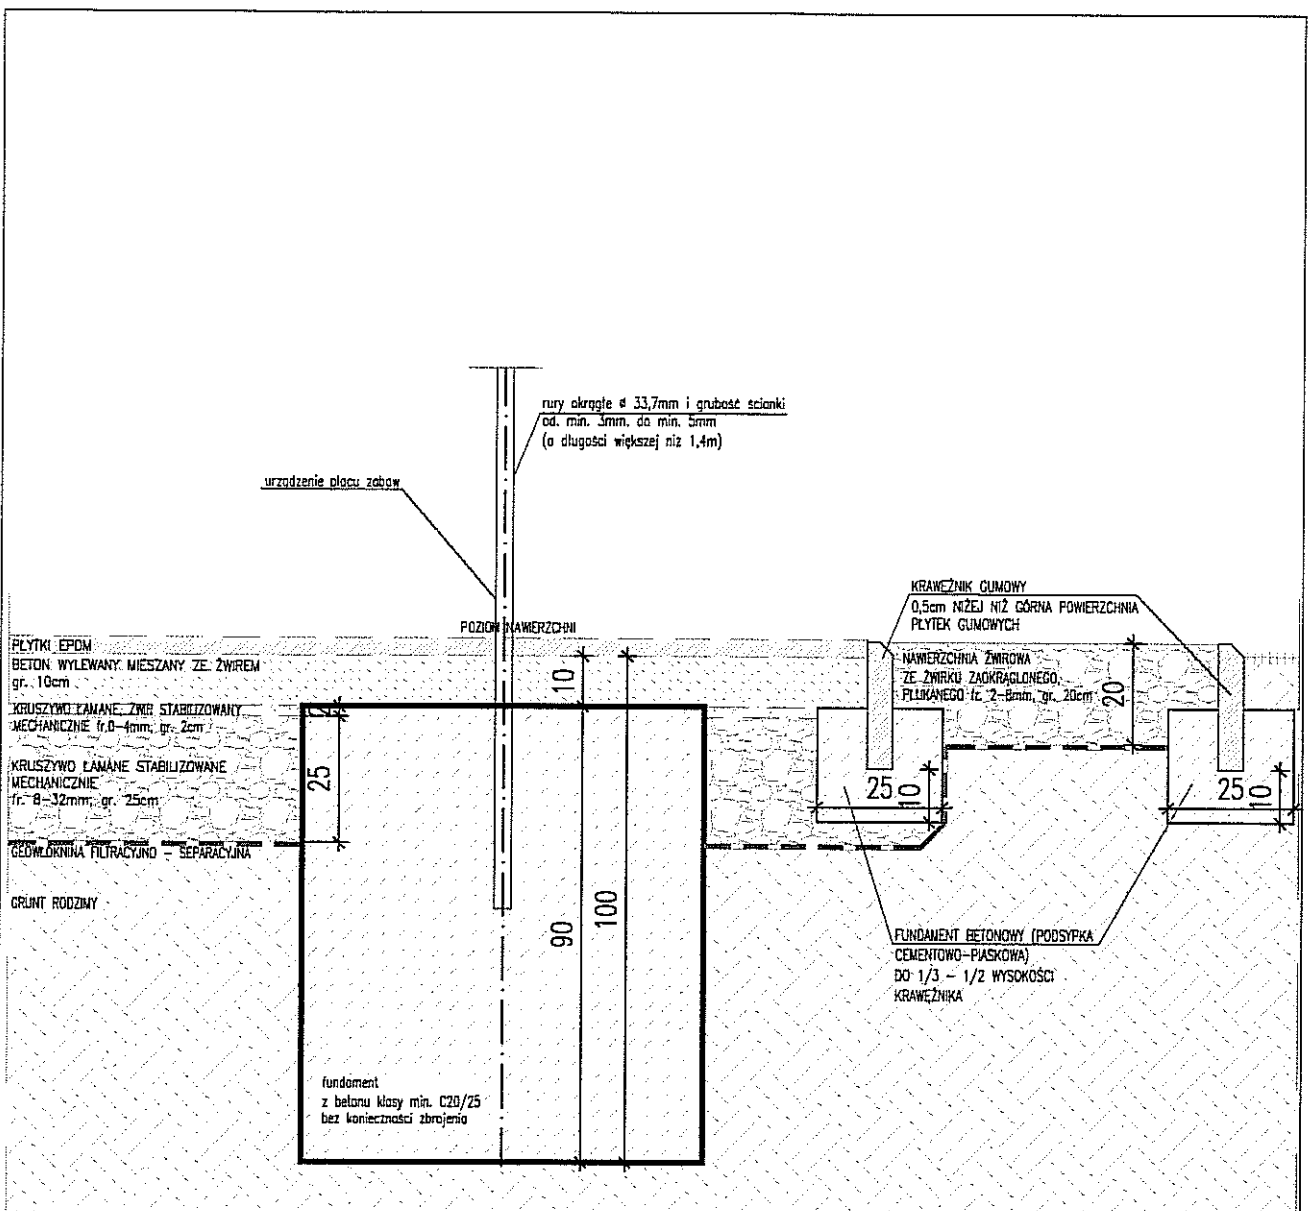 rury okrągłe ø 33,7mm i grubość ścianki
od. min. 3mm. do min. 5mm
(o długości większej niż 1,4m)
urządzenie placu zabaw
KRAWĘŻNIK GUMOWY
0,5cm NIŻEJ NIŻ GÓRNA POWIERZCHNIA
PŁYTEK GUMOWYCH
POZIOM NAWIERZCHNI
PŁYTKI EPDM
BETON WYLEWANY MIESZANY ZE ŻWIREM
gr. 10cm
KRUSZYWO ŁAMANE, ŻWIR STABILIZOWANY
MECHANICZNIE fr.0-4mm, gr. 2cm
KRUSZYWO ŁAMANE STABILIZOWANE
MECHANICZNIE
fr. 8-32mm, gr. 25cm
GEOWŁÓKNINA FILTRACYJNO - SEPARACYJNA
GRUNT RODZIMY
NAWIERZCHNIA ŻWIROWA
ZE ŻWIRKU ZAOKRĄGLONEGO,
PŁUKANEGO fr. 2-8mm, gr. 20cm
10
2
25
90
100
20
25
10
25
10
FUNDAMENT BETONOWY (PODSYPKA
CEMENTOWO-PIASKOWA)
DO 1/3 - 1/2 WYSOKOŚCI
KRAWĘŻNIKA
fundament
z betonu klasy min. C20/25
bez konieczności zbrojenia